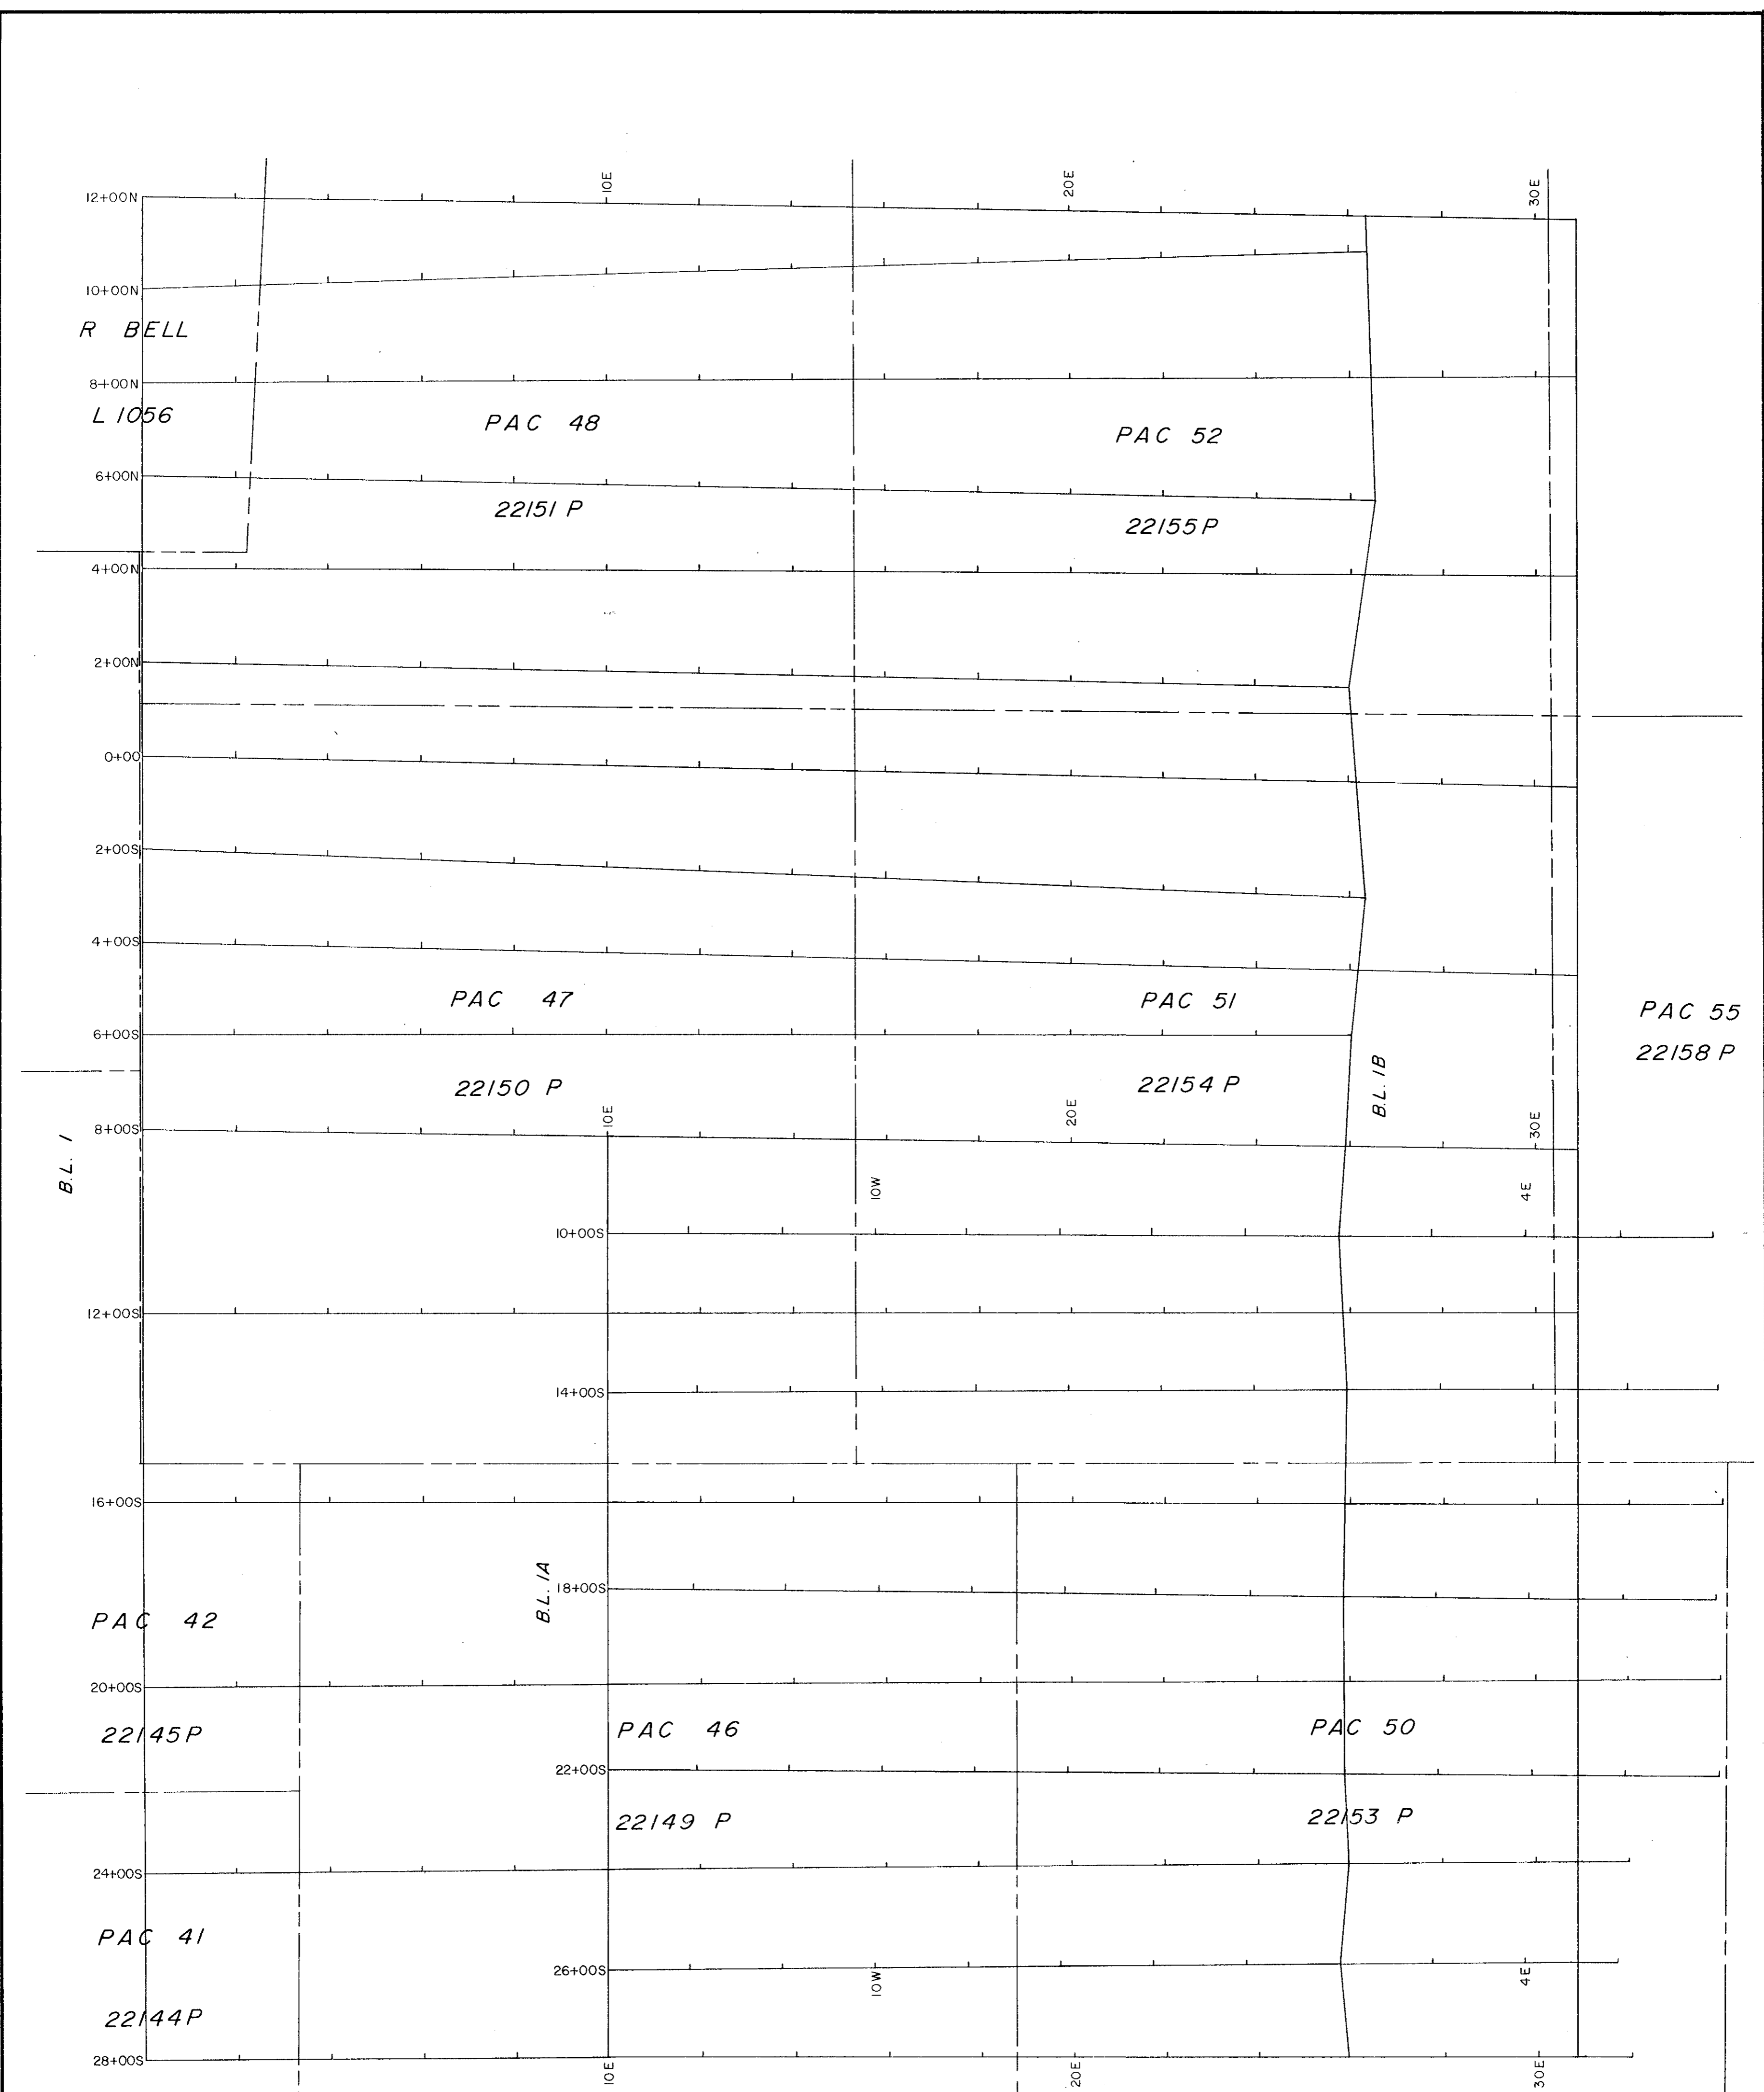 10E
20E
30E
12+00N
10+00N
R BELL
8+00N
L 1056
PAC 48
PAC 52
6+00N
22151 P
22155 P
4+00N
2+00N
0+00
2+00S
4+00S
PAC 47
PAC 51
PAC 55
6+00S
22158 P
22150 P
22154 P
B.L. 1B
10E
20E
30E
8+00S
B.L. 1
10W
4E
10+00S
12+00S
14+00S
16+00S
B.L. 1A
18+00S
PAC 42
20+00S
22145 P
PAC 46
PAC 50
22+00S
22149 P
22153 P
24+00S
PAC 41
26+00S
10W
4E
22144 P
28+00S
10E
20E
30E